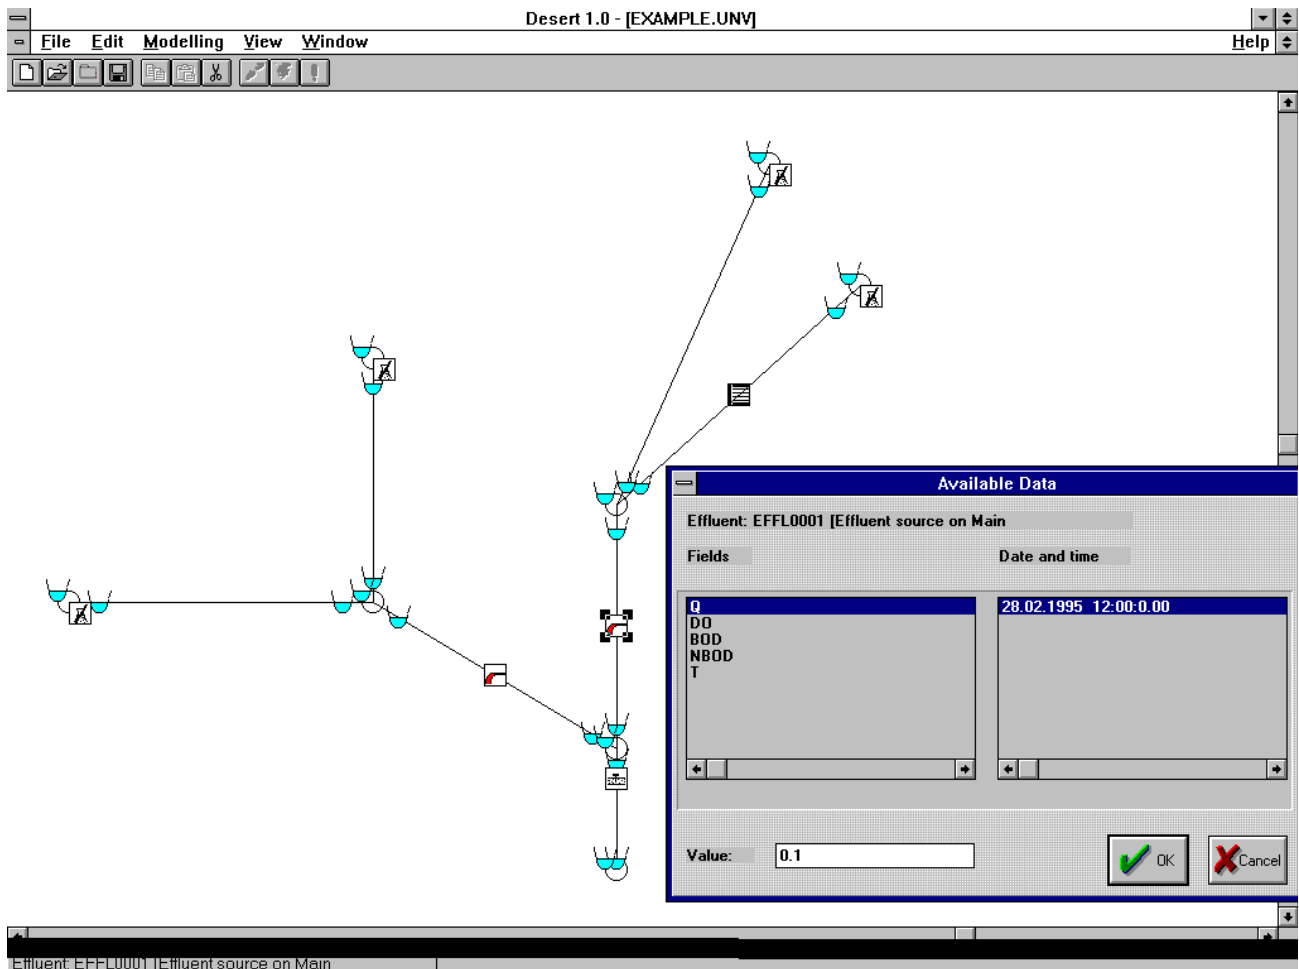 Desert 1.0 - [EXAMPLE.UNV]
File Edit Modelling View Window Help
Available Data
Effluent: EFFL0001 [Effluent source on Main
Fields Date and time
Q 28.02.1995 12:00:0.00
DO
BOD
NBOD
T
Value: 0.1 OK Cancel
Effluent: EFFL0001 [Effluent source on Main